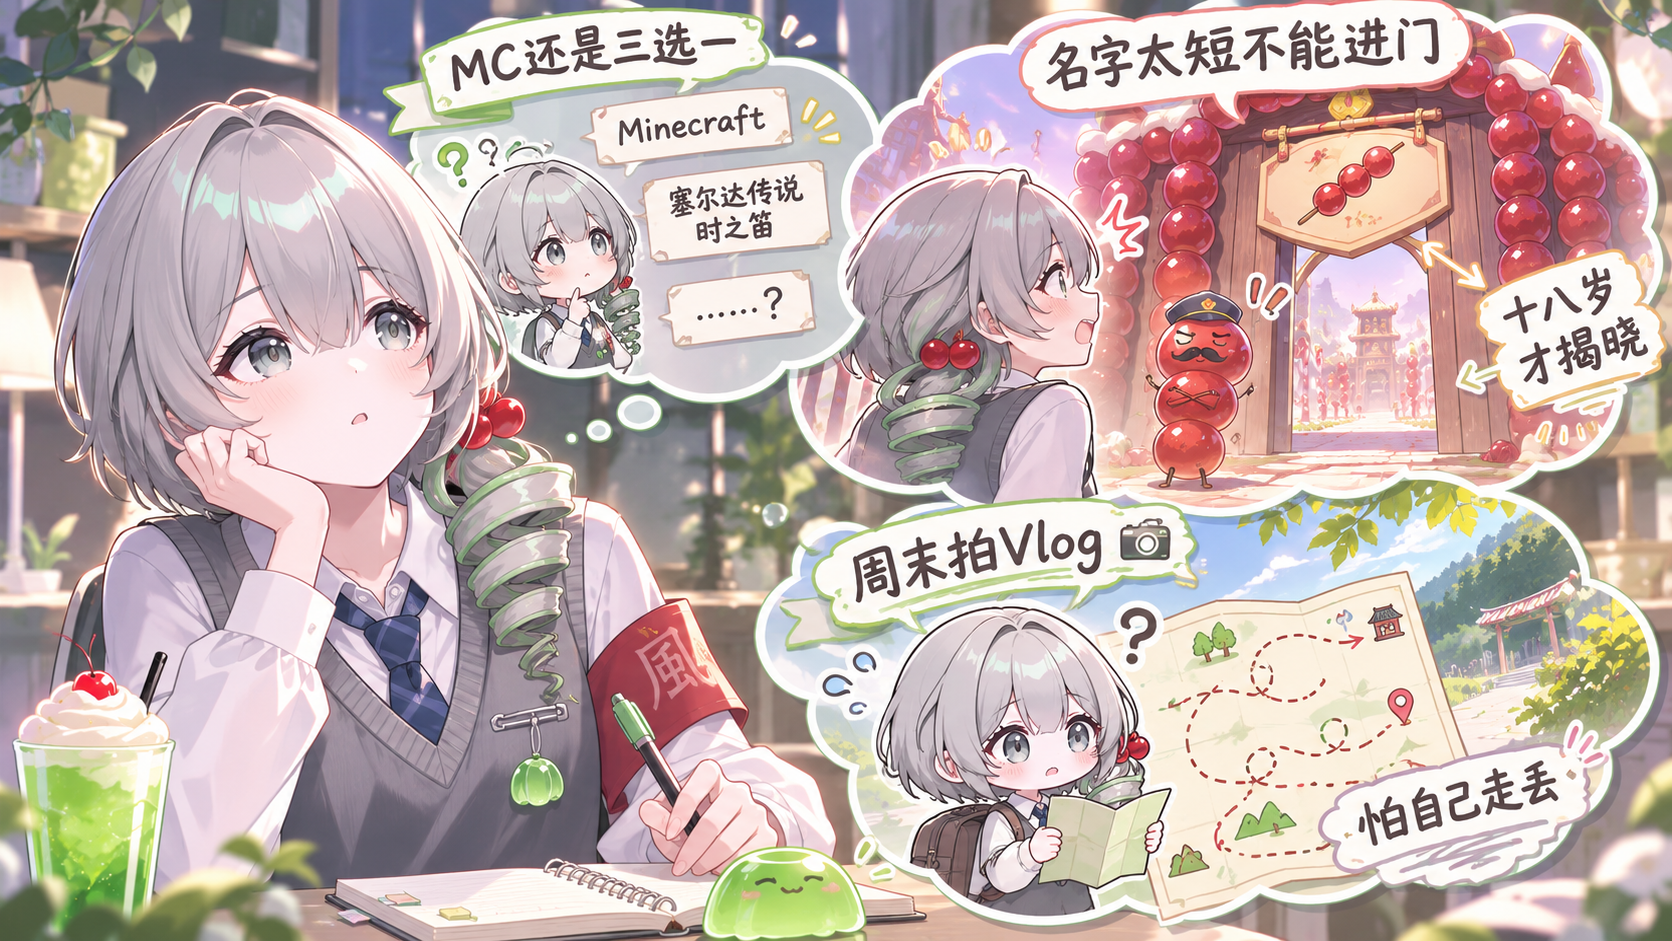 MC还是三选一
Minecraft
塞尔达传说
时之笛
……？
名字太短不能进门
十八岁
才揭晓
周末拍Vlog
怕自己走丢
風